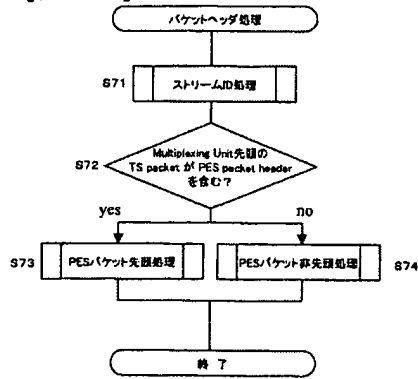 パケットヘッダ処理
S71
ストリームID処理
Multiplexing Unit先頭の
S72
TS packet が PES packet header
を含む?
yes
no
S73
PESパケット先頭処理
PESパケット非先頭処理
S74
終 了